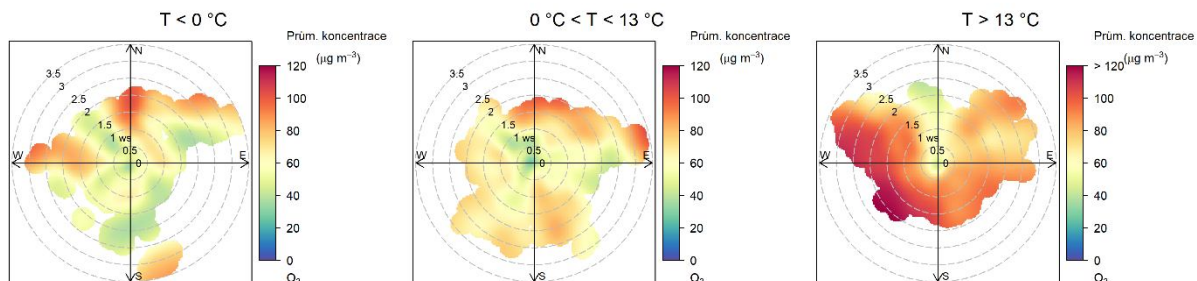 T < 0 °C
Prům. koncentrace
(µg m⁻³)
N
3.5
3
2.5
2
1.5
1 ws
0.5
0
W
E
S
120
100
80
60
40
20
0
O₃
0 °C < T < 13 °C
Prům. koncentrace
(µg m⁻³)
N
3.5
3
2.5
2
1.5
1 ws
0.5
0
W
E
S
120
100
80
60
40
20
0
O₃
T > 13 °C
Prům. koncentrace
(µg m⁻³)
N
3.5
3
2.5
2
1.5
1 ws
0.5
0
W
E
S
> 120
100
80
60
40
20
0
O₃